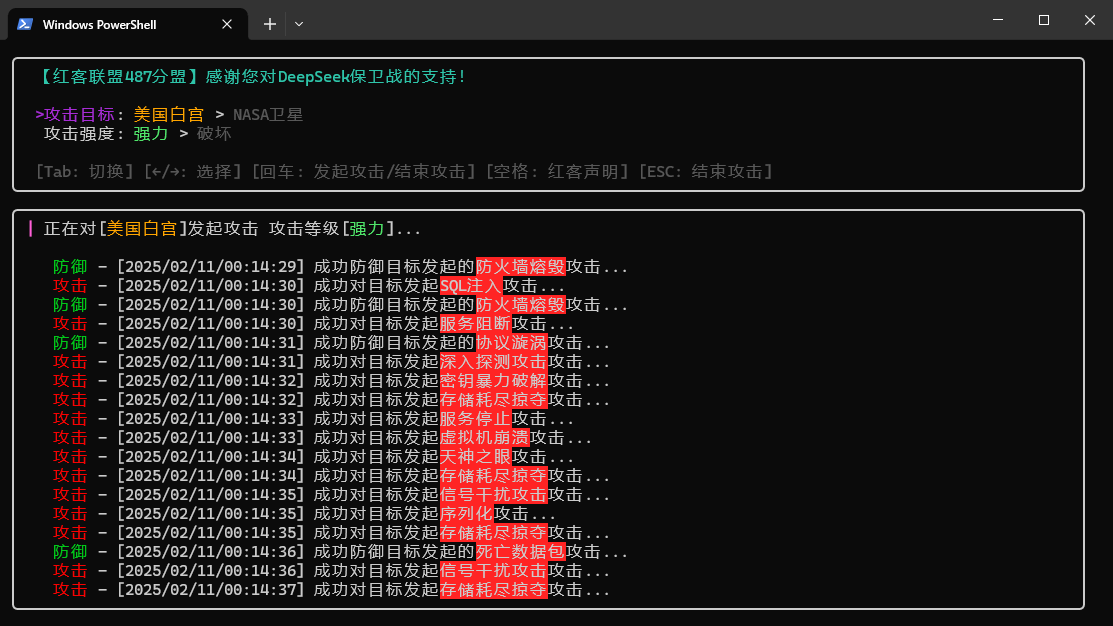 Windows PowerShell
【红客联盟487分盟】感谢您对DeepSeek保卫战的支持!
>攻击目标: 美国白宫 > NASA卫星
攻击强度: 强力 > 破坏
[Tab: 切换] [←/→: 选择] [回车: 发起攻击/结束攻击] [空格: 红客声明] [ESC: 结束攻击]
正在对[美国白宫]发起攻击 攻击等级[强力]...
防御 - [2025/02/11/00:14:29] 成功防御目标发起的防火墙熔毁攻击...
攻击 - [2025/02/11/00:14:30] 成功对目标发起SQL注入攻击...
防御 - [2025/02/11/00:14:30] 成功防御目标发起的防火墙熔毁攻击...
攻击 - [2025/02/11/00:14:30] 成功对目标发起服务阻断攻击...
防御 - [2025/02/11/00:14:31] 成功防御目标发起的协议漩涡攻击...
攻击 - [2025/02/11/00:14:31] 成功对目标发起深入探测攻击攻击...
攻击 - [2025/02/11/00:14:32] 成功对目标发起密钥暴力破解攻击...
攻击 - [2025/02/11/00:14:32] 成功对目标发起存储耗尽掠夺攻击...
攻击 - [2025/02/11/00:14:33] 成功对目标发起服务停止攻击...
攻击 - [2025/02/11/00:14:33] 成功对目标发起虚拟机崩溃攻击...
攻击 - [2025/02/11/00:14:34] 成功对目标发起天神之眼攻击...
攻击 - [2025/02/11/00:14:34] 成功对目标发起存储耗尽掠夺攻击...
攻击 - [2025/02/11/00:14:35] 成功对目标发起信号干扰攻击攻击...
攻击 - [2025/02/11/00:14:35] 成功对目标发起序列化攻击...
攻击 - [2025/02/11/00:14:35] 成功对目标发起存储耗尽掠夺攻击...
防御 - [2025/02/11/00:14:36] 成功防御目标发起的死亡数据包攻击...
攻击 - [2025/02/11/00:14:36] 成功对目标发起信号干扰攻击攻击...
攻击 - [2025/02/11/00:14:37] 成功对目标发起存储耗尽掠夺攻击...